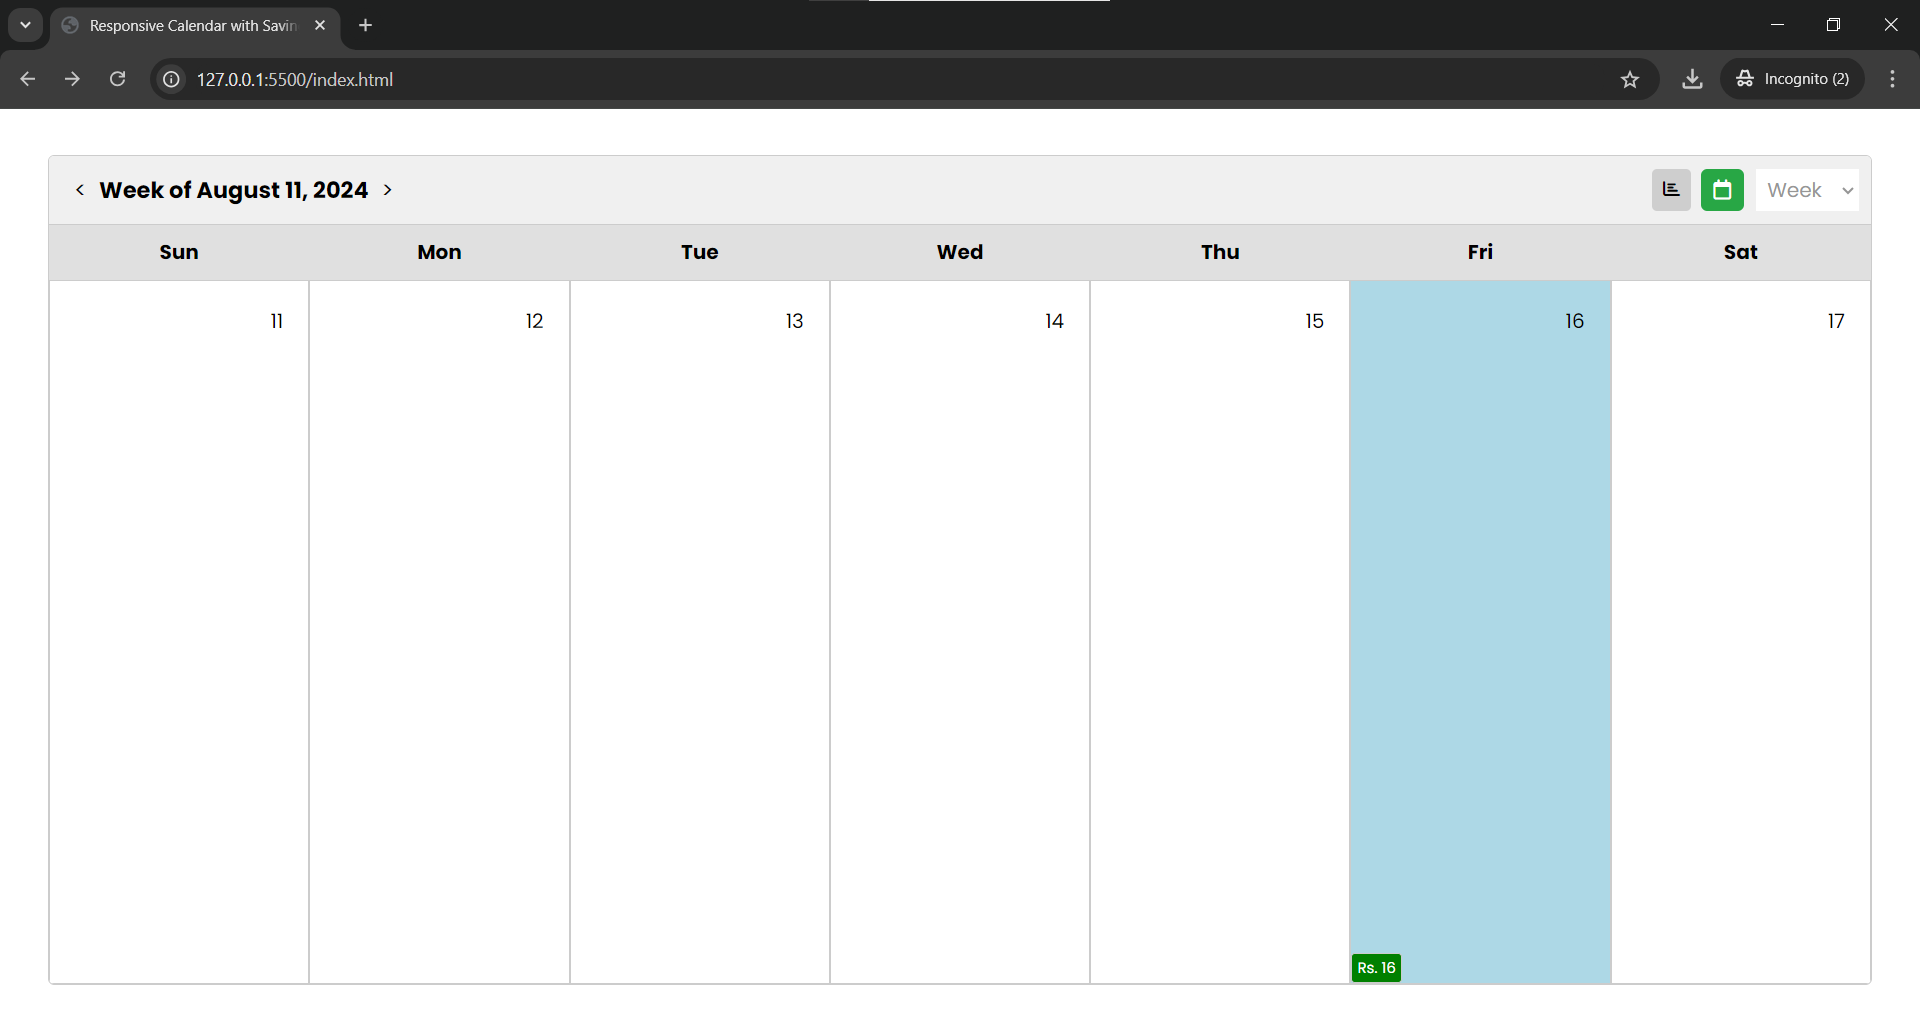 Responsive Calendar with Savin
127.0.0.1:5500/index.html
Incognito (2)
< Week of August 11, 2024 >
Week
Sun Mon Tue Wed Thu Fri Sat
11 12 13 14 15 16 17
Rs. 16